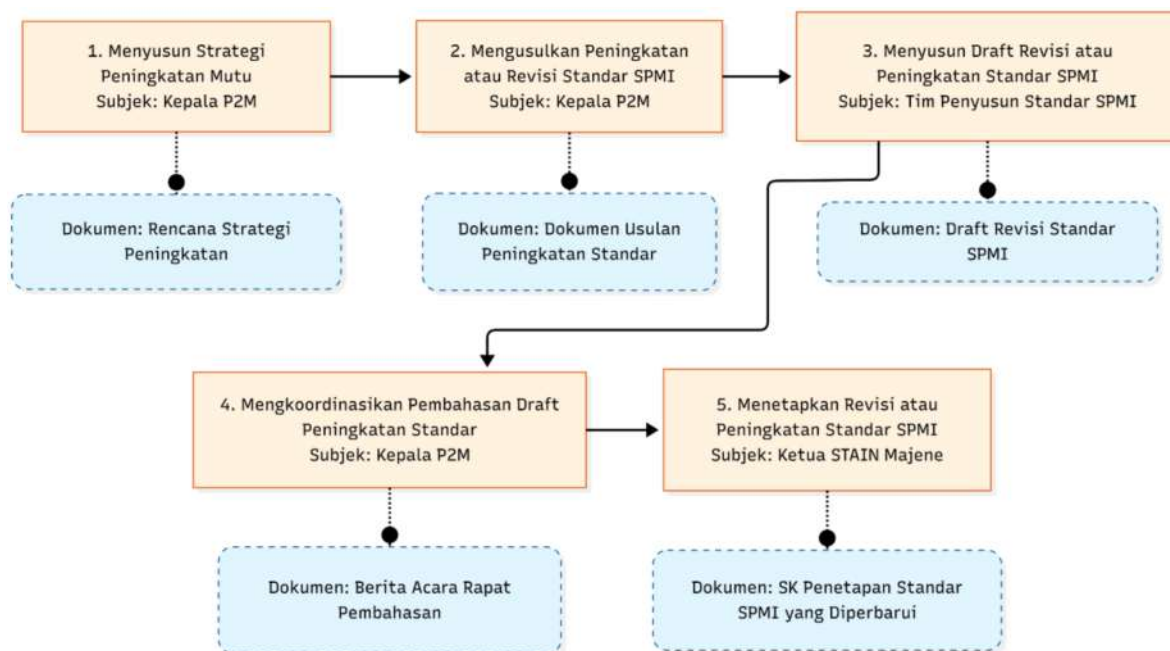 1. Menyusun Strategi
Peningkatan Mutu
Subjek: Kepala P2M
2. Mengusulkan Peningkatan
atau Revisi Standar SPMI
Subjek: Kepala P2M
3. Menyusun Draft Revisi atau
Peningkatan Standar SPMI
Subjek: Tim Penyusun Standar SPMI
Dokumen: Rencana Strategi
Peningkatan
Dokumen: Dokumen Usulan
Peningkatan Standar
Dokumen: Draft Revisi Standar
SPMI
4. Mengkoordinasikan Pembahasan Draft
Peningkatan Standar
Subjek: Kepala P2M
5. Menetapkan Revisi atau
Peningkatan Standar SPMI
Subjek: Ketua STAIN Majene
Dokumen: Berita Acara Rapat
Pembahasan
Dokumen: SK Penetapan Standar
SPMI yang Diperbarui